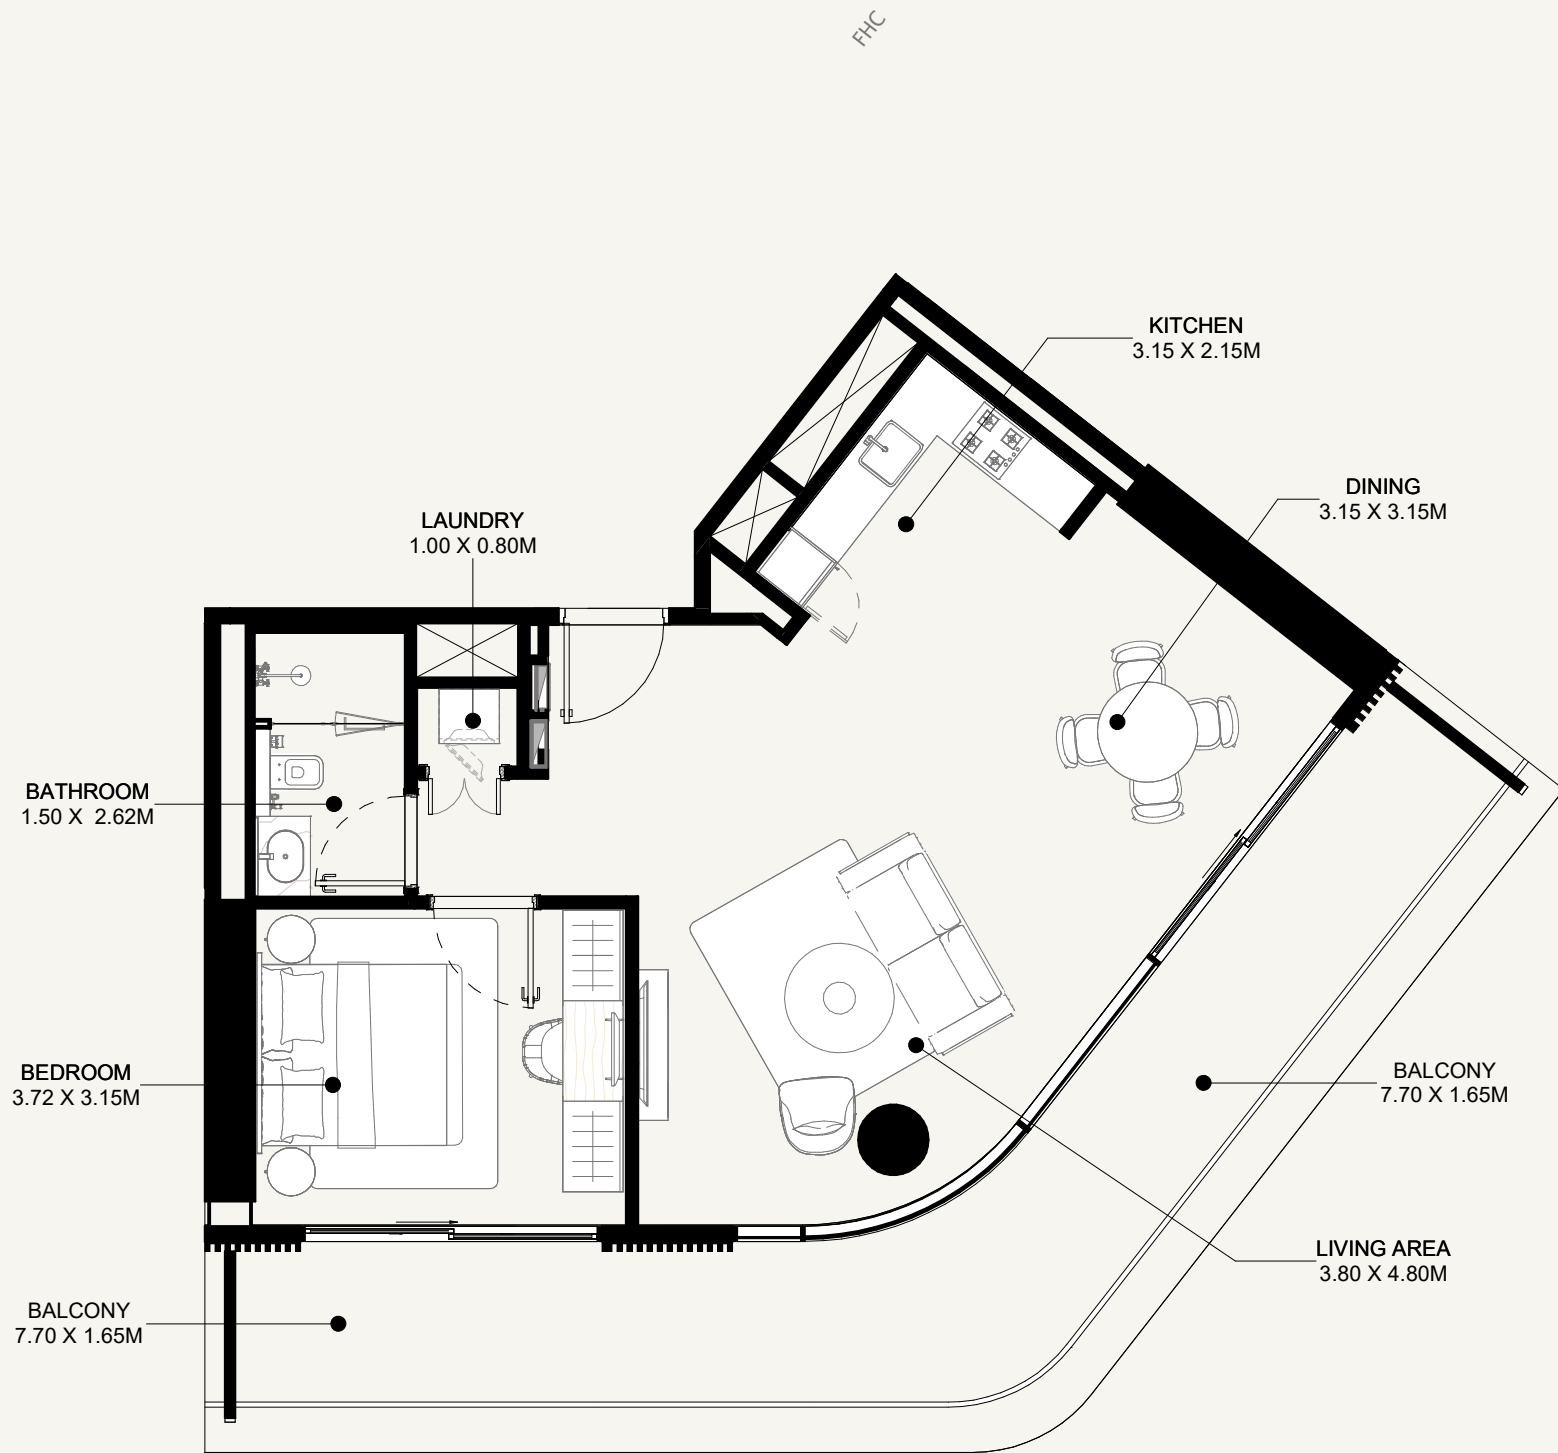 FHC
KITCHEN
3.15 X 2.15M
DINING
3.15 X 3.15M
LAUNDRY
1.00 X 0.80M
BATHROOM
1.50 X 2.62M
BEDROOM
3.72 X 3.15M
BALCONY
7.70 X 1.65M
LIVING AREA
3.80 X 4.80M
BALCONY
7.70 X 1.65M